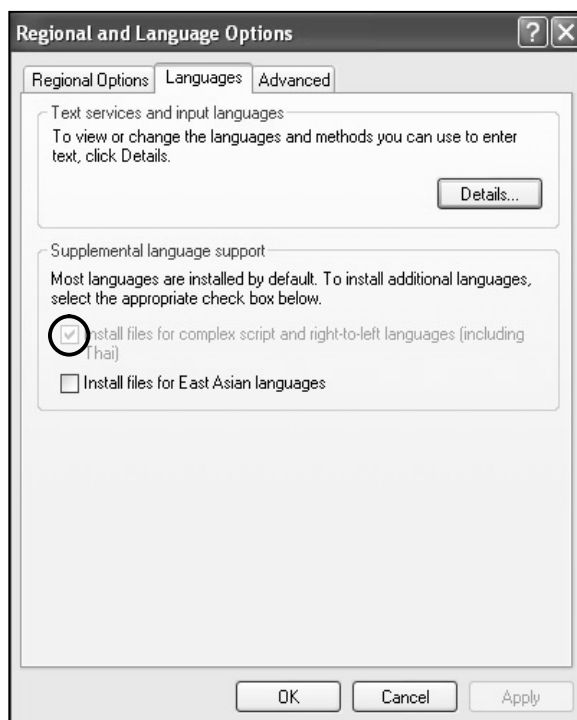 Regional and Language Options
Regional Options Languages Advanced
Text services and input languages
To view or change the languages and methods you can use to enter
text, click Details.
Details...
Supplemental language support
Most languages are installed by default. To install additional languages,
select the appropriate check box below.
Install files for complex script and right-to-left languages (including
Thai)
Install files for East Asian languages
OK Cancel Apply